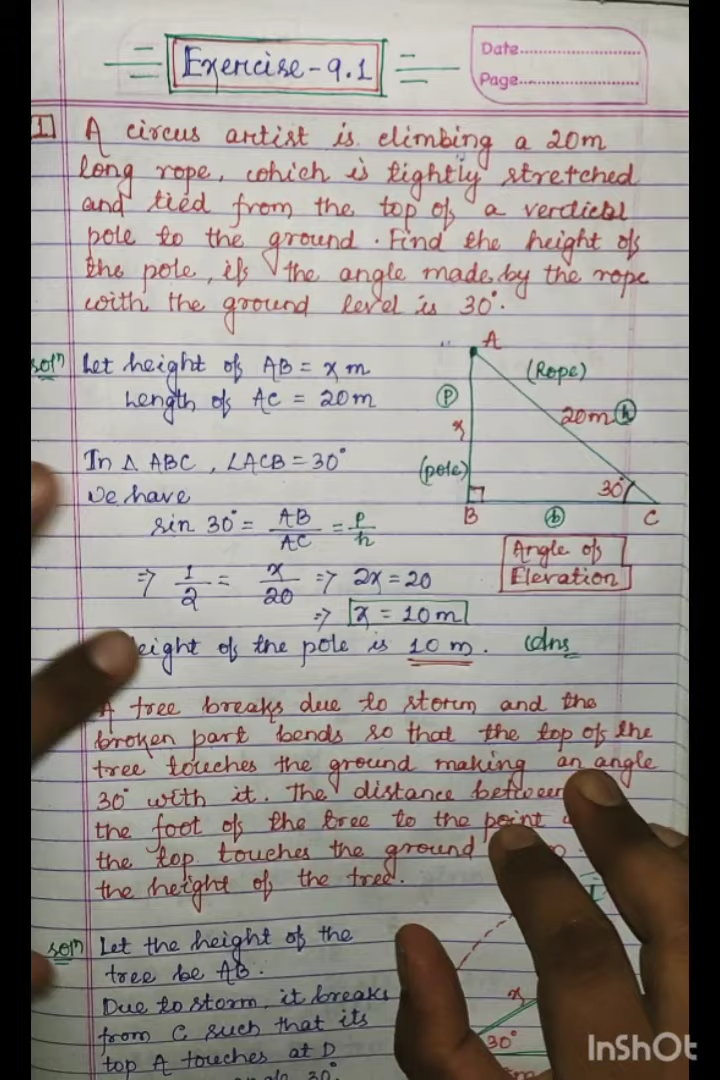 Exercise-9.1
Date
Page
1 A circus artist is climbing a 20m
long rope, which is tightly stretched
and tied from the top of a vertical
pole to the ground. Find the height of
the pole, if the angle made by the rope
with the ground level is 30°.
Soln Let height of AB = x m
Length of AC = 20m
In Δ ABC, ∠ACB = 30°
we have
sin 30° = AB/AC = p/h
⇒ 1/2 = x/20 ⇒ 2x = 20
⇒ x = 10 m
eight of the pole is 10 m. Ans
A
(Rope)
P
20m h
x
(pole)
30°
B b C
Angle of
Elevation
A tree breaks due to storm and the
broken part bends so that the top of the
tree touches the ground making an angle
30° with it. The distance between
the foot of the tree to the point
the top touches the ground
the height of the tree.
Soln Let the height of the
tree be AB.
Due to storm, it breaks
from C such that its
top A touches at D
30°
x
30°
InShOt